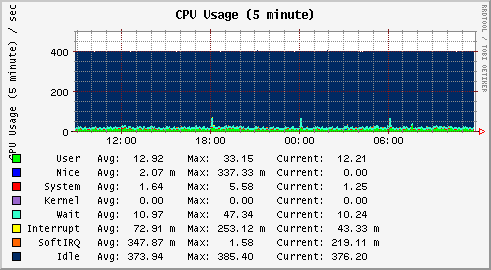 CPU Usage (5 minute)
RRDTOOL / TOBI OETIKER
CPU Usage (5 minute) / sec
400
200
0
12:00 18:00 00:00 06:00
User Avg: 12.92 Max: 33.15 Current: 12.21
Nice Avg: 2.07 m Max: 337.33 m Current: 0.00
System Avg: 1.64 Max: 5.58 Current: 1.25
Kernel Avg: 0.00 Max: 0.00 Current: 0.00
Wait Avg: 10.97 Max: 47.34 Current: 10.24
Interrupt Avg: 72.91 m Max: 253.12 m Current: 43.33 m
SoftIRQ Avg: 347.87 m Max: 1.58 Current: 219.11 m
Idle Avg: 373.94 Max: 385.40 Current: 376.20